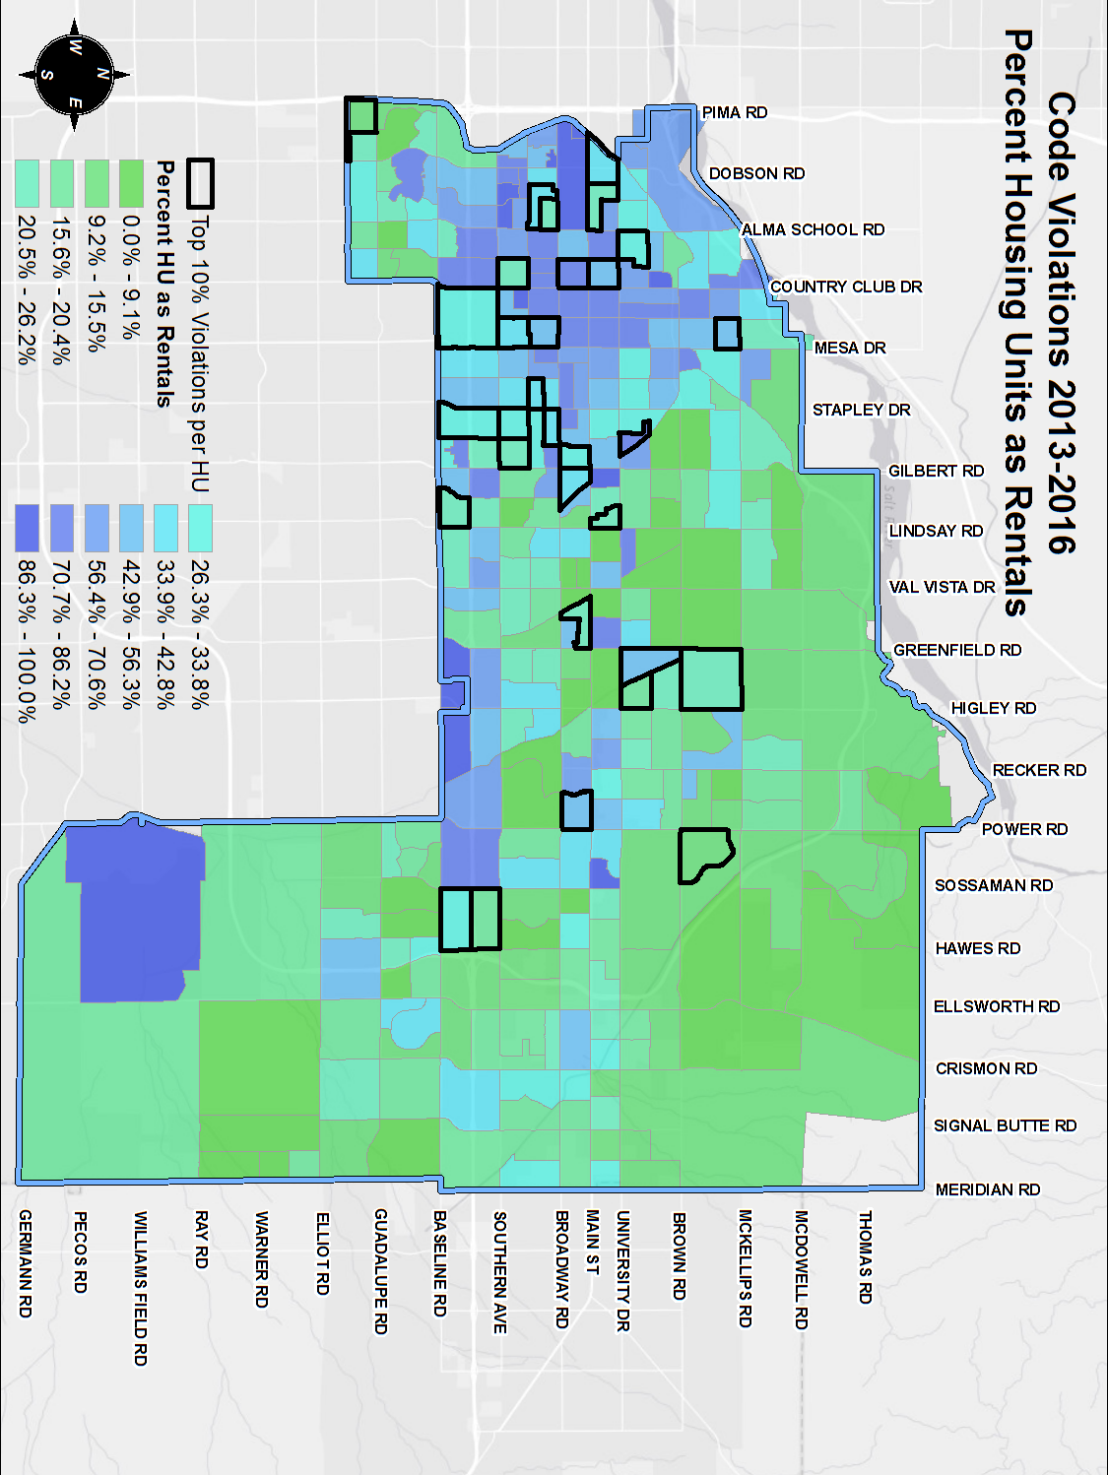 Code Violations 2013-2016
Percent Housing Units as Rentals
PIMA RD
DOBSON RD
ALMA SCHOOL RD
COUNTRY CLUB DR
MESA DR
STAPLEY DR
GILBERT RD
LINDSAY RD
VAL VISTA DR
GREENFIELD RD
HIGLEY RD
RECKER RD
POWER RD
SOSSAMAN RD
HAWES RD
ELLSWORTH RD
CRISMON RD
SIGNAL BUTTE RD
MERIDIAN RD
THOMAS RD
MCDOWELL RD
MCKELLIPS RD
BROWN RD
UNIVERSITY DR
MAIN ST
BROADWAY RD
SOUTHERN AVE
BASELINE RD
GUADALUPE RD
ELLIOT RD
WARNER RD
RAY RD
WILLIAMS FIELD RD
PECOS RD
GERMANN RD
Top 10% Violations per HU
Percent HU as Rentals
0.0% - 9.1%
9.2% - 15.5%
15.6% - 20.4%
20.5% - 26.2%
26.3% - 33.8%
33.9% - 42.8%
42.9% - 56.3%
56.4% - 70.6%
70.7% - 86.2%
86.3% - 100.0%
N
W
E
S